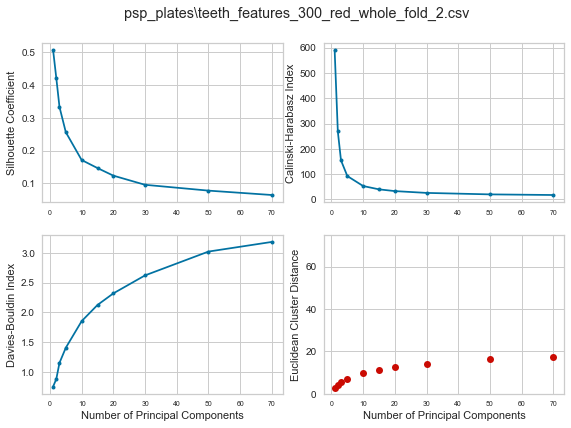 psp_plates\teeth_features_300_red_whole_fold_2.csv
Silhouette Coefficient
0.5
0.4
0.3
0.2
0.1
0 10 20 30 40 50 60 70
Calinski-Harabasz Index
600
500
400
300
200
100
0
0 10 20 30 40 50 60 70
Davies-Bouldin Index
3.0
2.5
2.0
1.5
1.0
0 10 20 30 40 50 60 70
Number of Principal Components
Euclidean Cluster Distance
60
40
20
0
0 10 20 30 40 50 60 70
Number of Principal Components